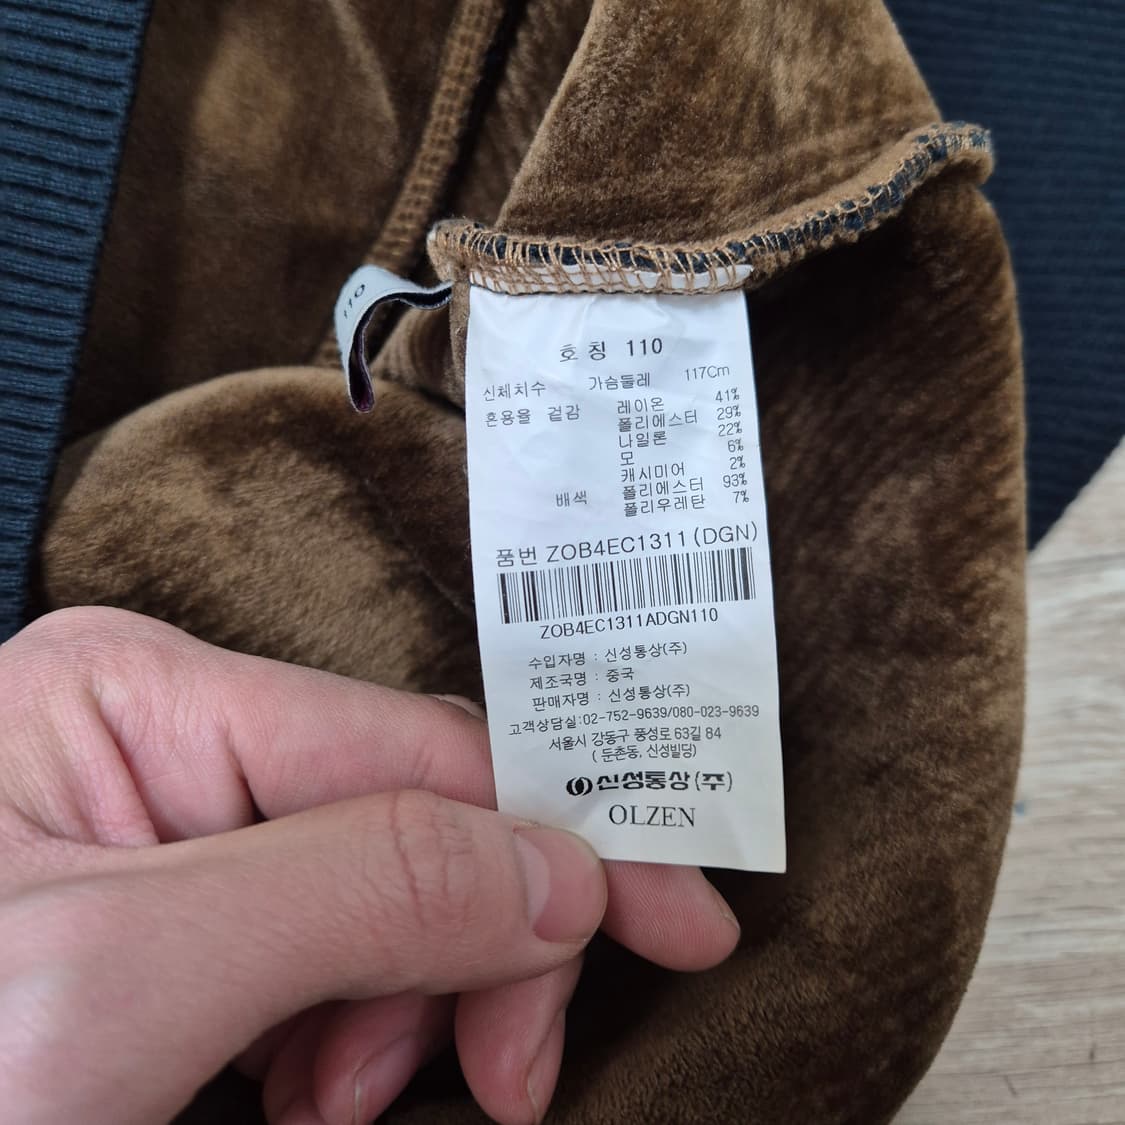 110
호 칭 110
신체치수 가슴둘레 117Cm
혼용율 겉감 레이온 41%
폴리에스터 29%
나일론 22%
모 6%
캐시미어 2%
배색 폴리에스터 93%
폴리우레탄 7%
품번 ZOB4EC1311 (DGN)
ZOB4EC1311ADGN110
수입자명 : 신성통상(주)
제조국명 : 중국
판매자명 : 신성통상(주)
고객상담실:02-752-9639/080-023-9639
서울시 강동구 풍성로 63길 84
( 둔촌동, 신성빌딩)
신성통상(주)
OLZEN